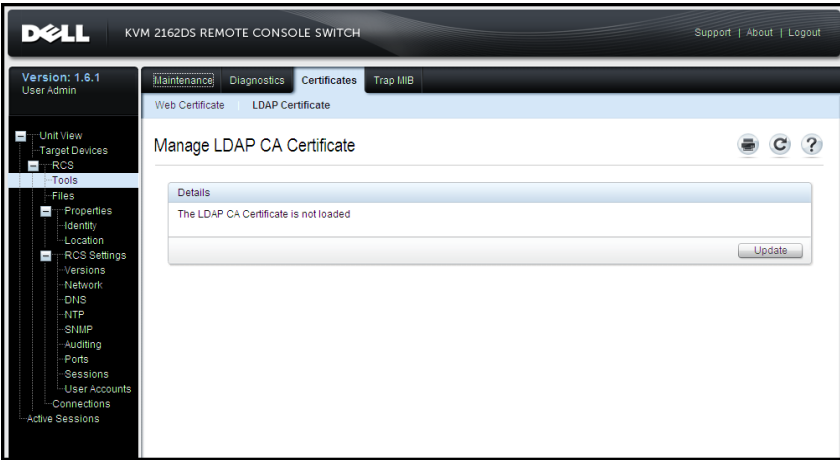 DELL KVM 2162DS REMOTE CONSOLE SWITCH Support | About | Logout
Version: 1.6.1
User Admin
Maintenance Diagnostics Certificates Trap MIB
Web Certificate | LDAP Certificate
Unit View
Target Devices
RCS
Tools
Files
Properties
Identity
Location
RCS Settings
Versions
Network
DNS
NTP
SNMP
Auditing
Ports
Sessions
User Accounts
Connections
Active Sessions
Manage LDAP CA Certificate
Details
The LDAP CA Certificate is not loaded
Update